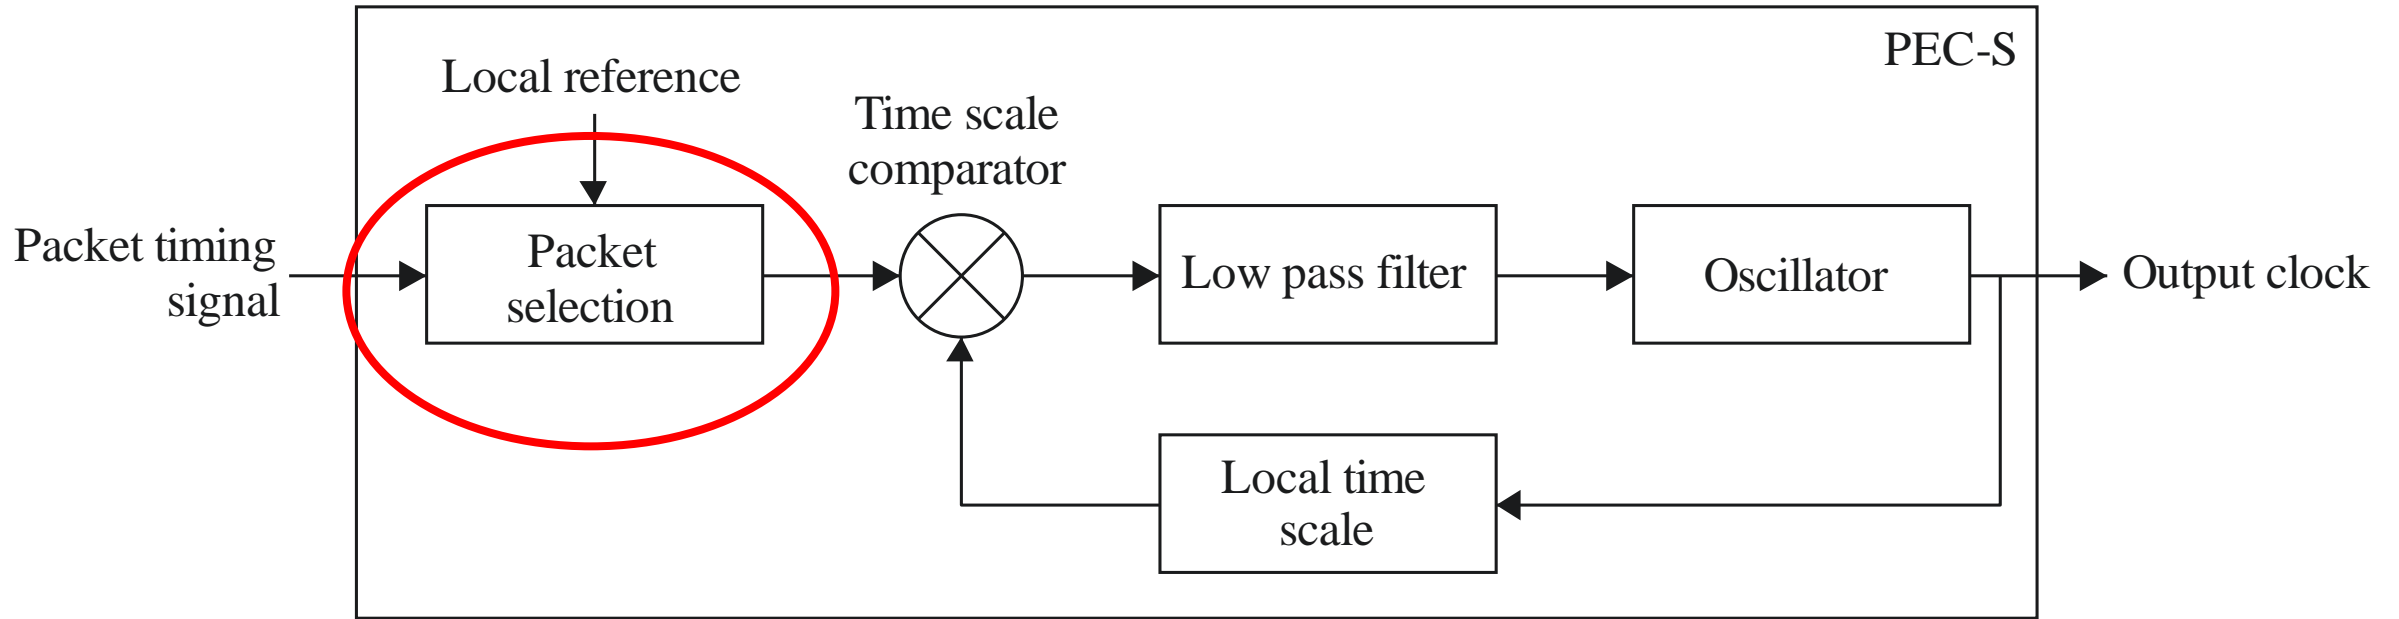 PEC-S
Local reference
Time scale
comparator
Packet timing
signal
Packet
selection
Low pass filter
Oscillator
Output clock
Local time
scale